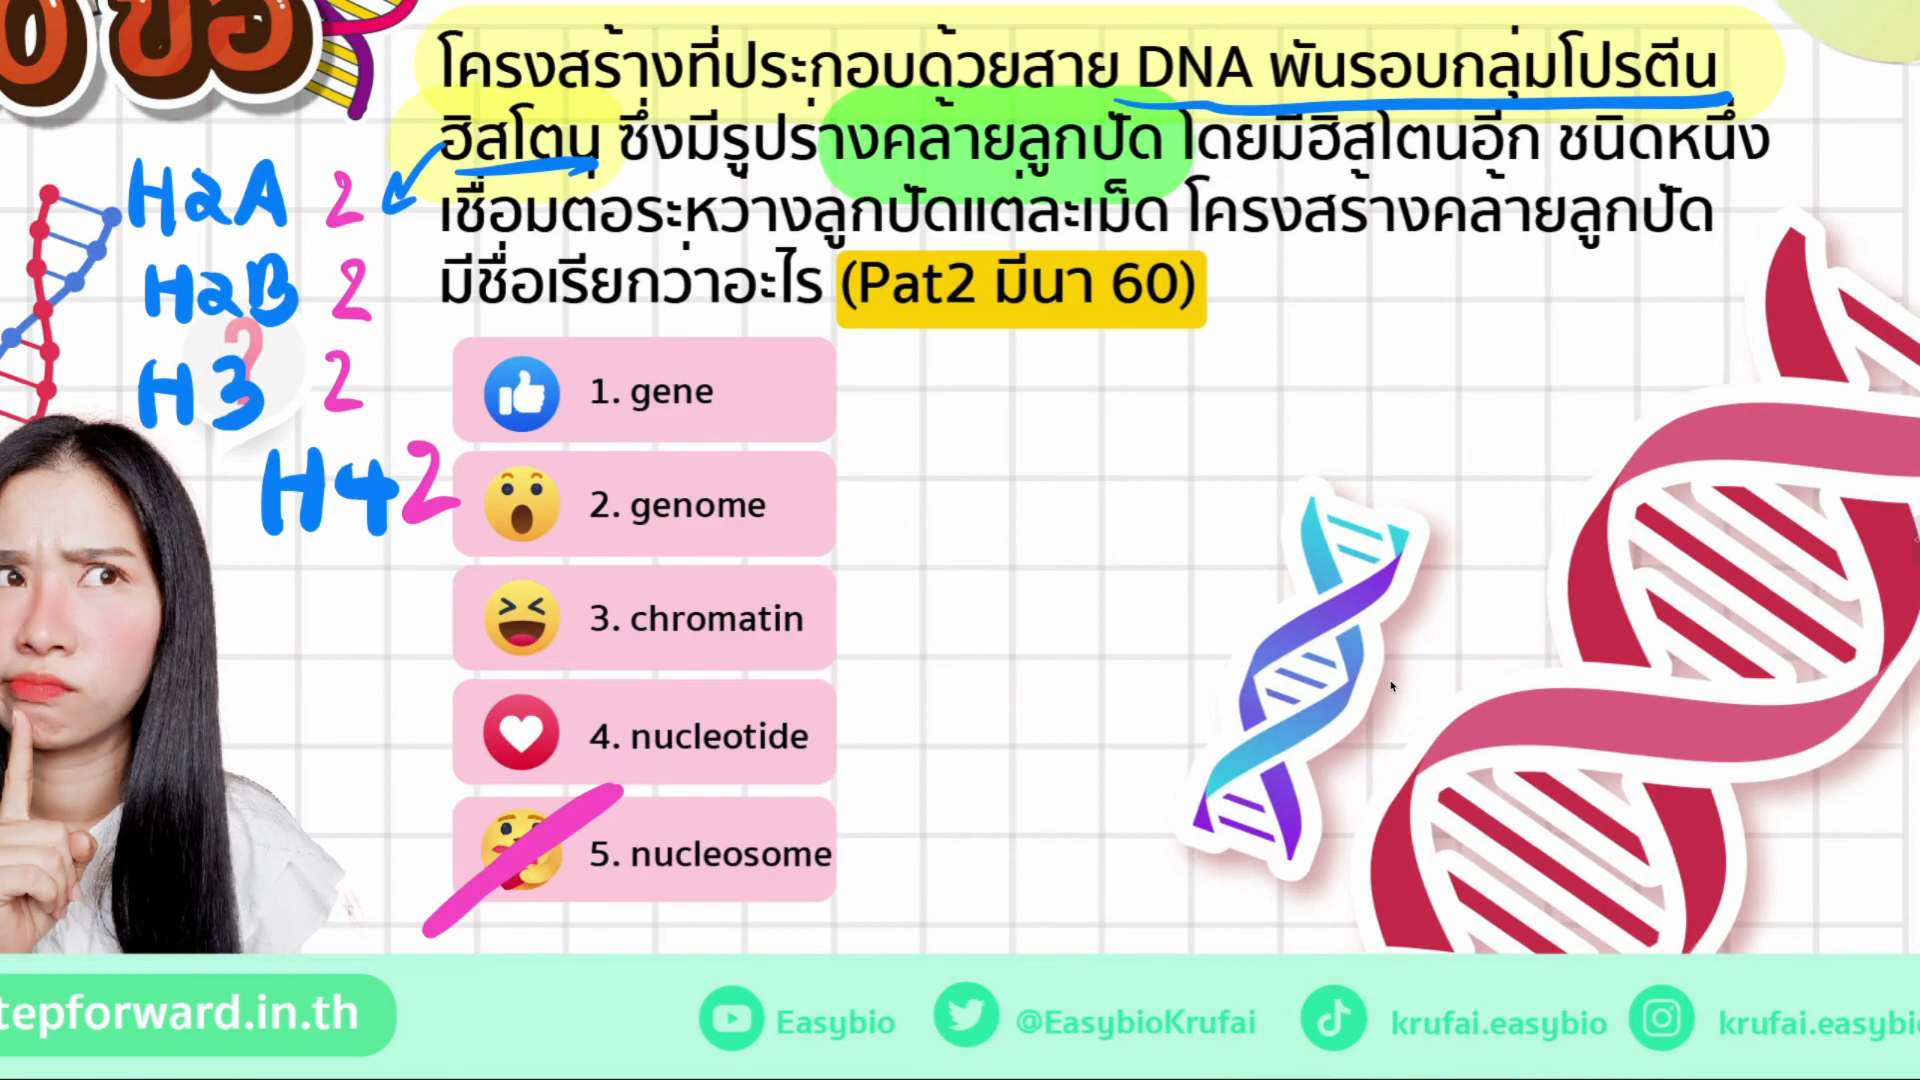 0 ข้อ
โครงสร้างที่ประกอบด้วยสาย DNA พันรอบกลุ่มโปรตีน
ฮิสโตน ซึ่งมีรูปร่างคล้ายลูกปัด โดยมีฮิสโตนอีก ชนิดหนึ่ง
เชื่อมต่อระหว่างลูกปัดแต่ละเม็ด โครงสร้างคล้ายลูกปัด
มีชื่อเรียกว่าอะไร (Pat2 มีนา 60)
H2A 2
H2B 2
H3 2
H4 2
?
1. gene
2. genome
3. chromatin
4. nucleotide
5. nucleosome
tepforward.in.th
Easybio
@EasybioKrufai
krufai.easybio
krufai.easybi